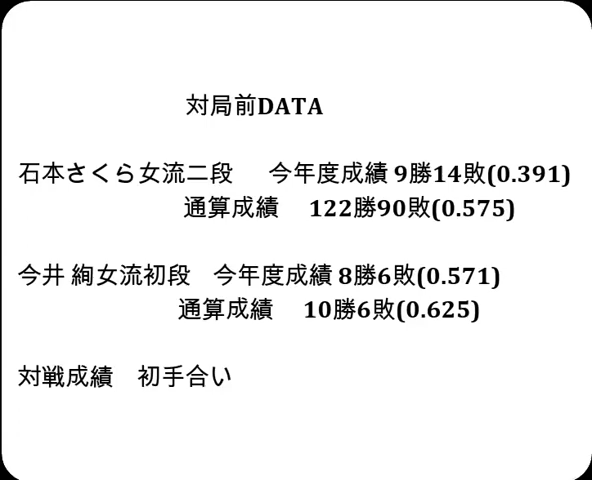 対局前DATA
石本さくら女流二段 今年度成績 9勝14敗(0.391)
通算成績 122勝90敗(0.575)
今井 絢女流初段 今年度成績 8勝6敗(0.571)
通算成績 10勝6敗(0.625)
対戦成績 初手合い